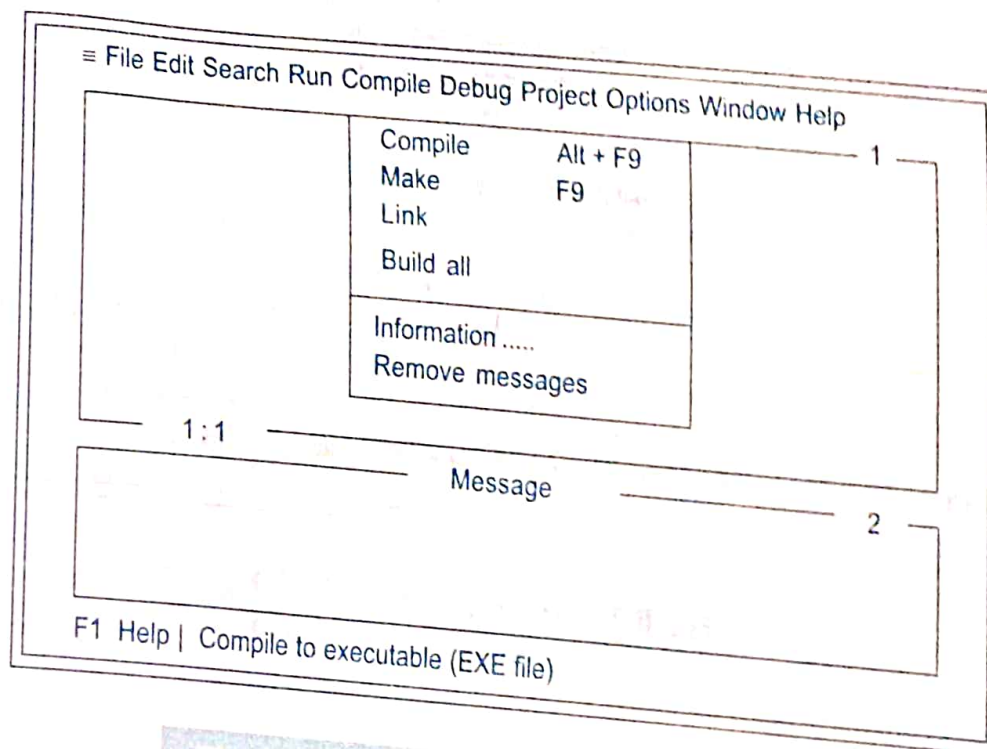 ≡ File Edit Search Run Compile Debug Project Options Window Help
1
Compile Alt + F9
Make F9
Link
Build all
Information .....
Remove messages
1 : 1
Message
2
F1 Help | Compile to executable (EXE file)